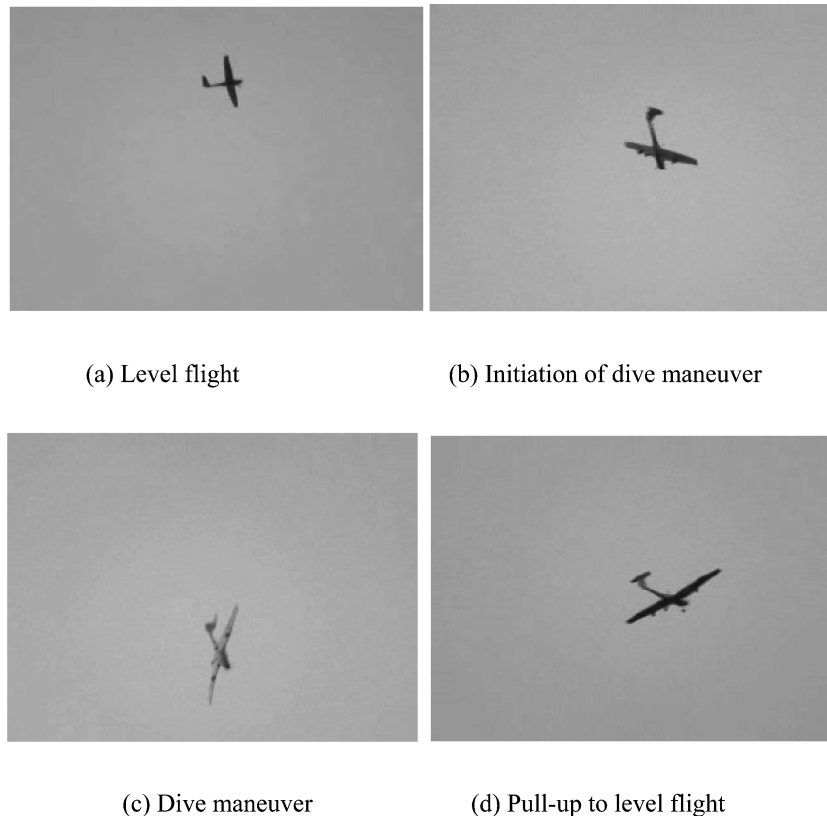 (a) Level flight
(b) Initiation of dive maneuver
(c) Dive maneuver
(d) Pull-up to level flight